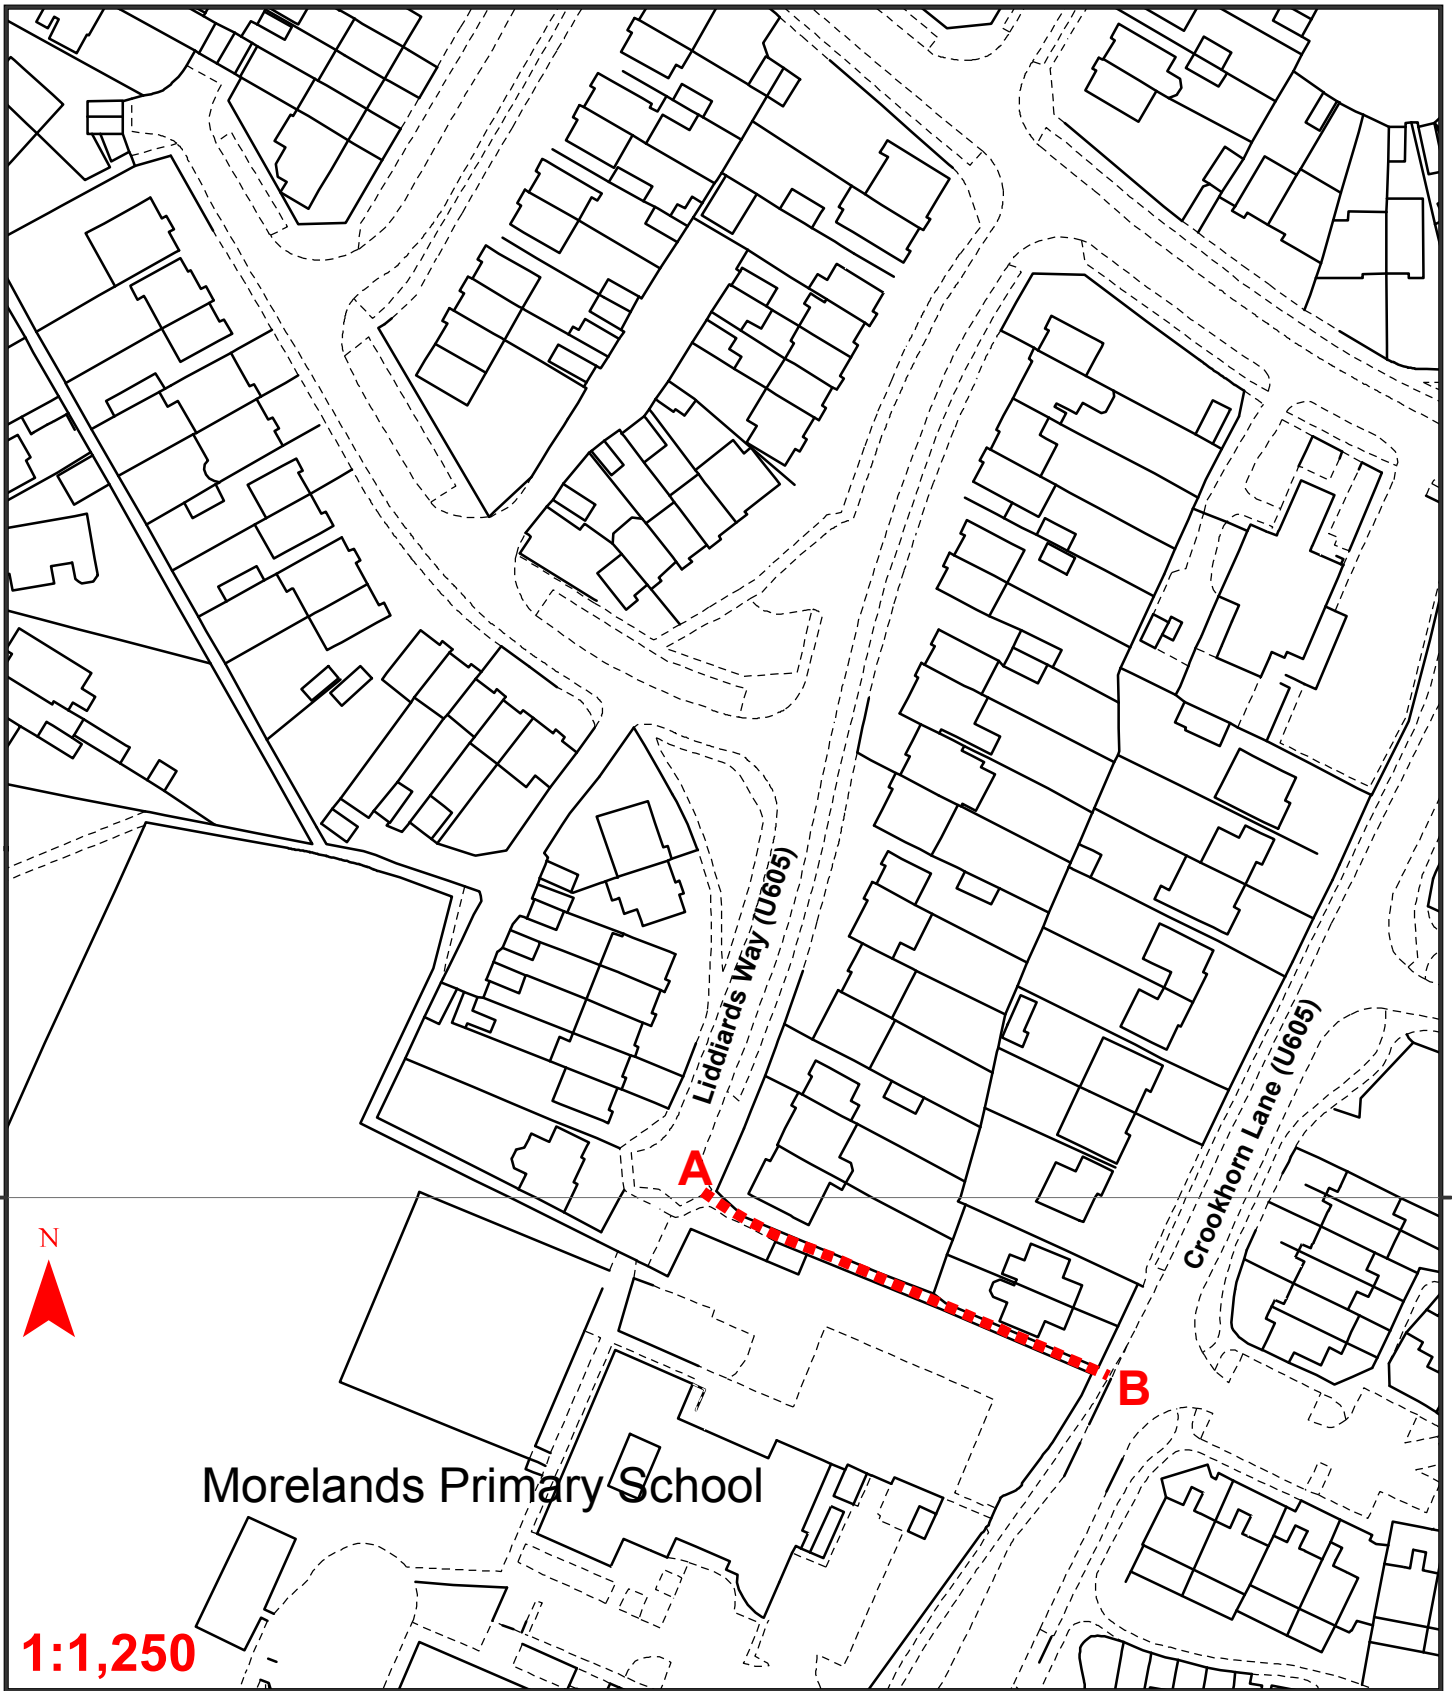 Liddiards Way (U605)
Crookhorn Lane (U605)
A
N
B
Morelands Primary School
1:1,250